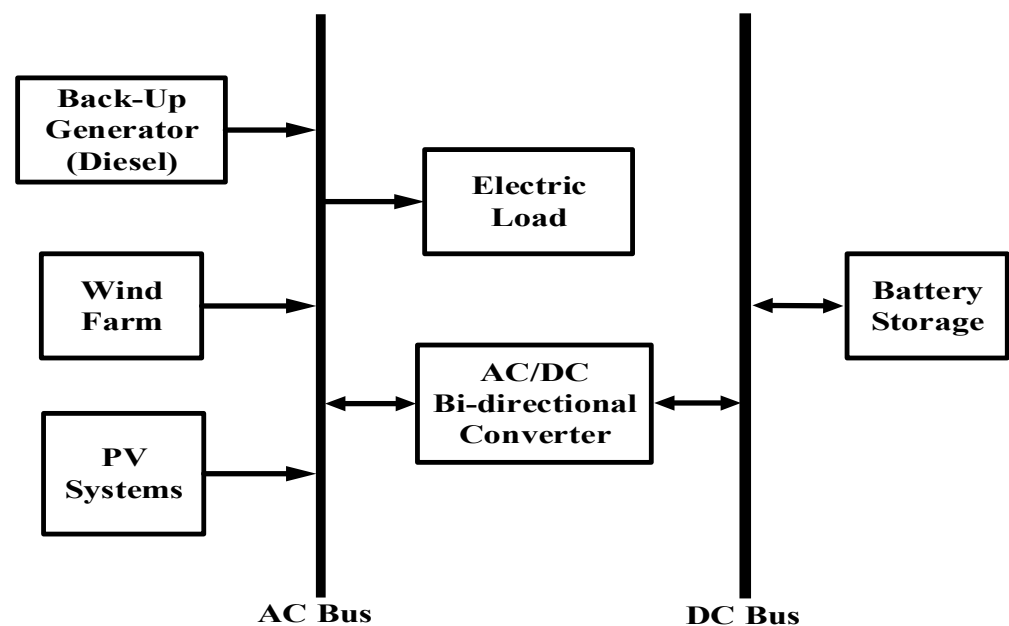 Back-Up
Generator
(Diesel)
Electric
Load
Wind
Farm
Battery
Storage
AC/DC
Bi-directional
Converter
PV
Systems
AC Bus
DC Bus